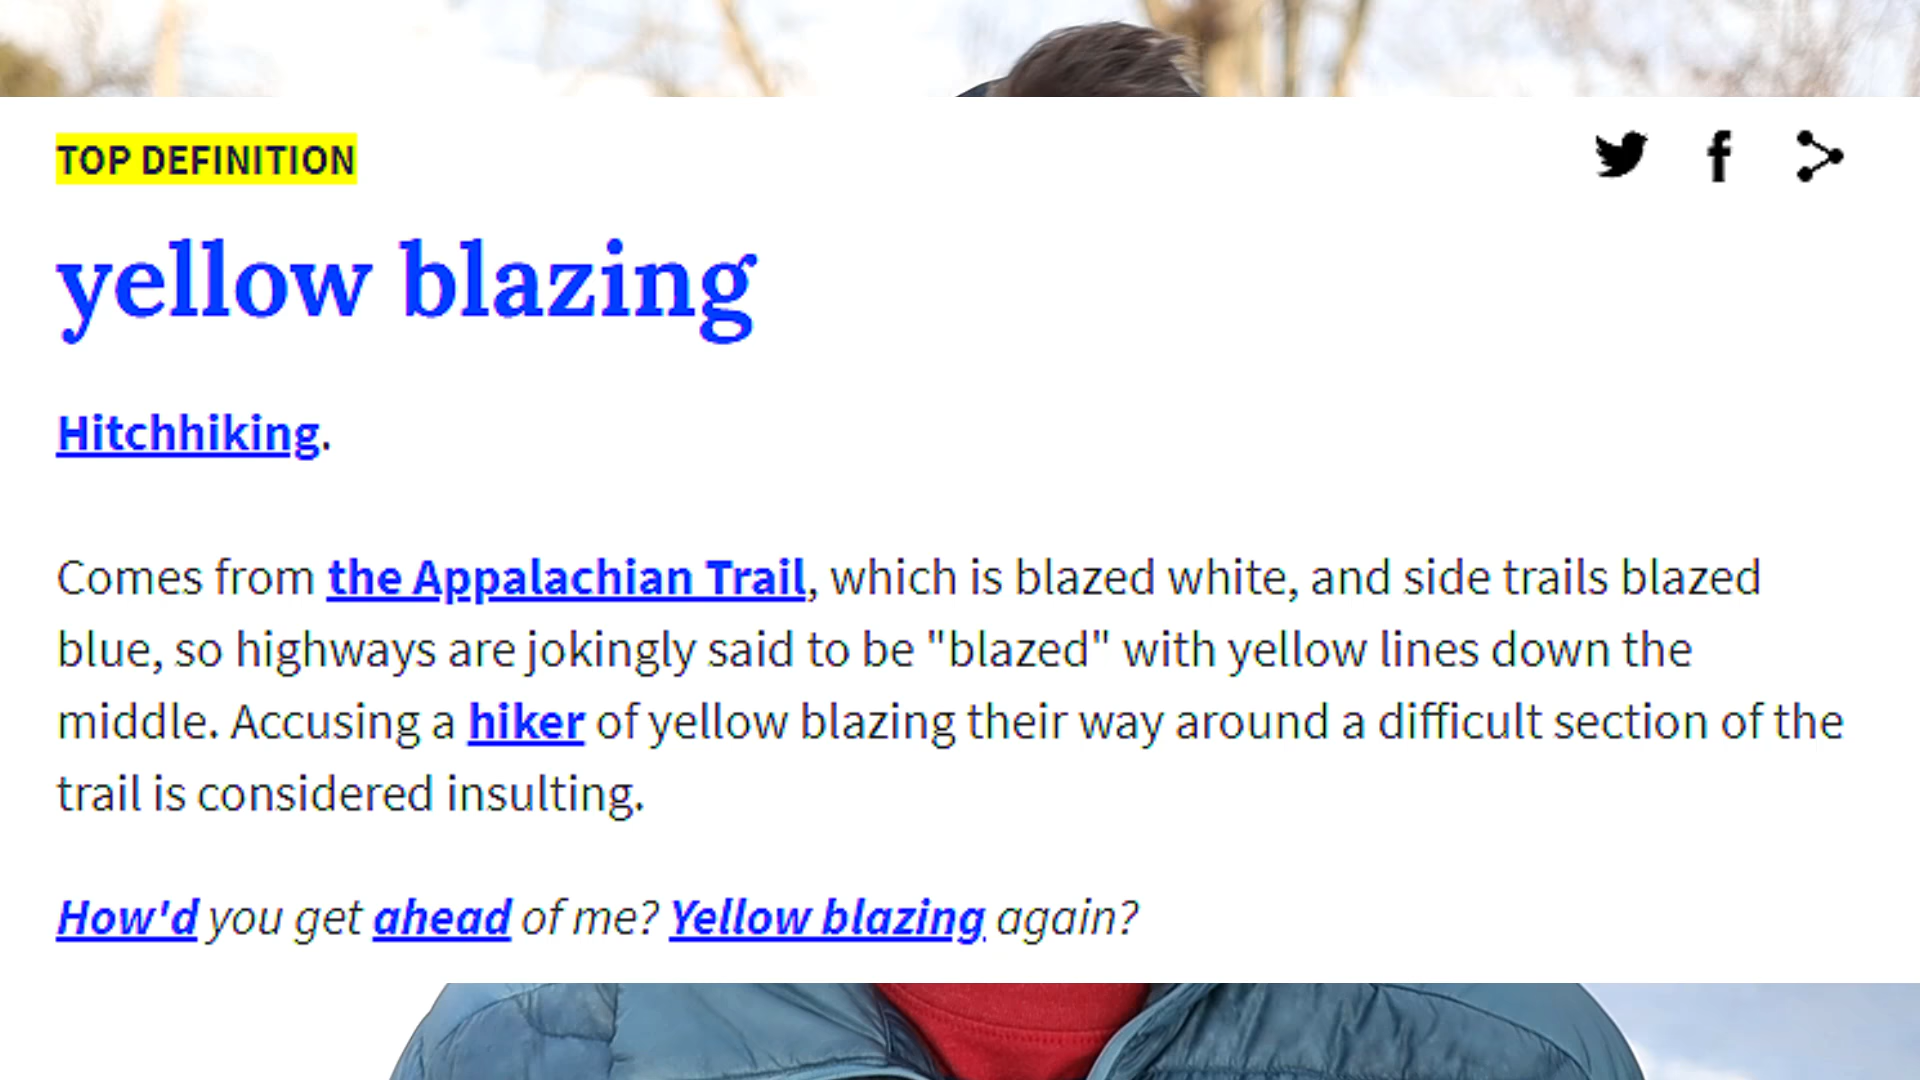 TOP DEFINITION
yellow blazing
Hitchhiking.
Comes from the Appalachian Trail, which is blazed white, and side trails blazed
blue, so highways are jokingly said to be "blazed" with yellow lines down the
middle. Accusing a hiker of yellow blazing their way around a difficult section of the
trail is considered insulting.
How'd you get ahead of me? Yellow blazing again?